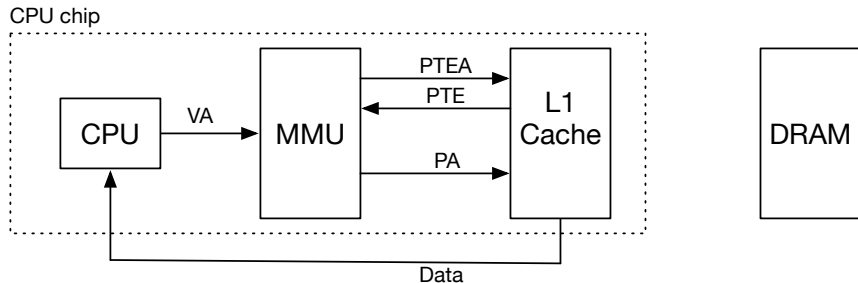 CPU chip
PTEA
PTE
VA
CPU
MMU
L1
Cache
DRAM
PA
Data